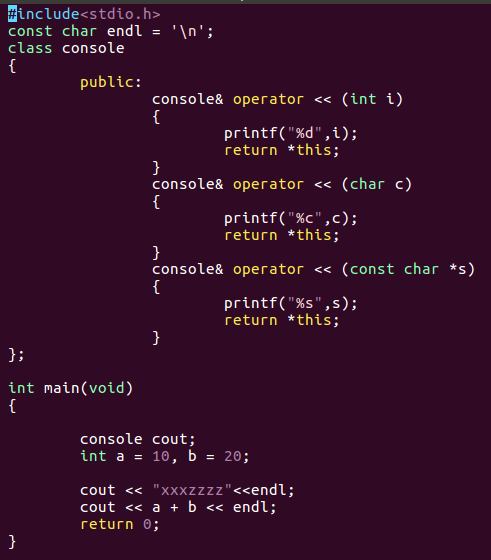 #include<stdio.h>
const char endl = '\n';
class console
{
        public:
                console& operator << (int i)
                {
                        printf("%d",i);
                        return *this;
                }
                console& operator << (char c)
                {
                        printf("%c",c);
                        return *this;
                }
                console& operator << (const char *s)
                {
                        printf("%s",s);
                        return *this;
                }
};

int main(void)
{

        console cout;
        int a = 10, b = 20;

        cout << "xxxzzzz"<<endl;
        cout << a + b << endl;
        return 0;
}